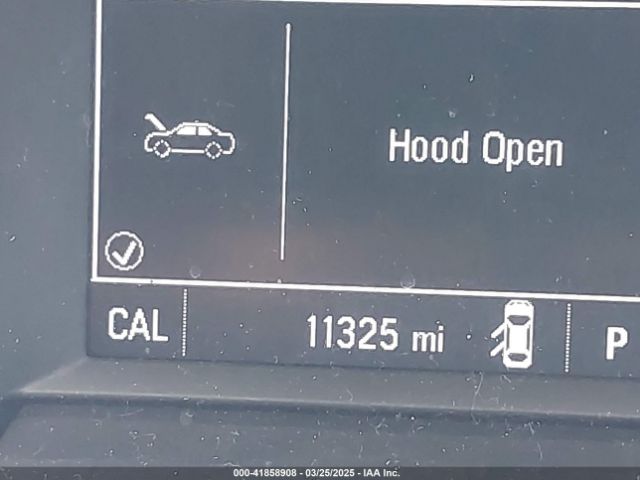 Hood Open
CAL
11325 mi
P
000-41858908 - 03/25/2025 - IAA Inc.